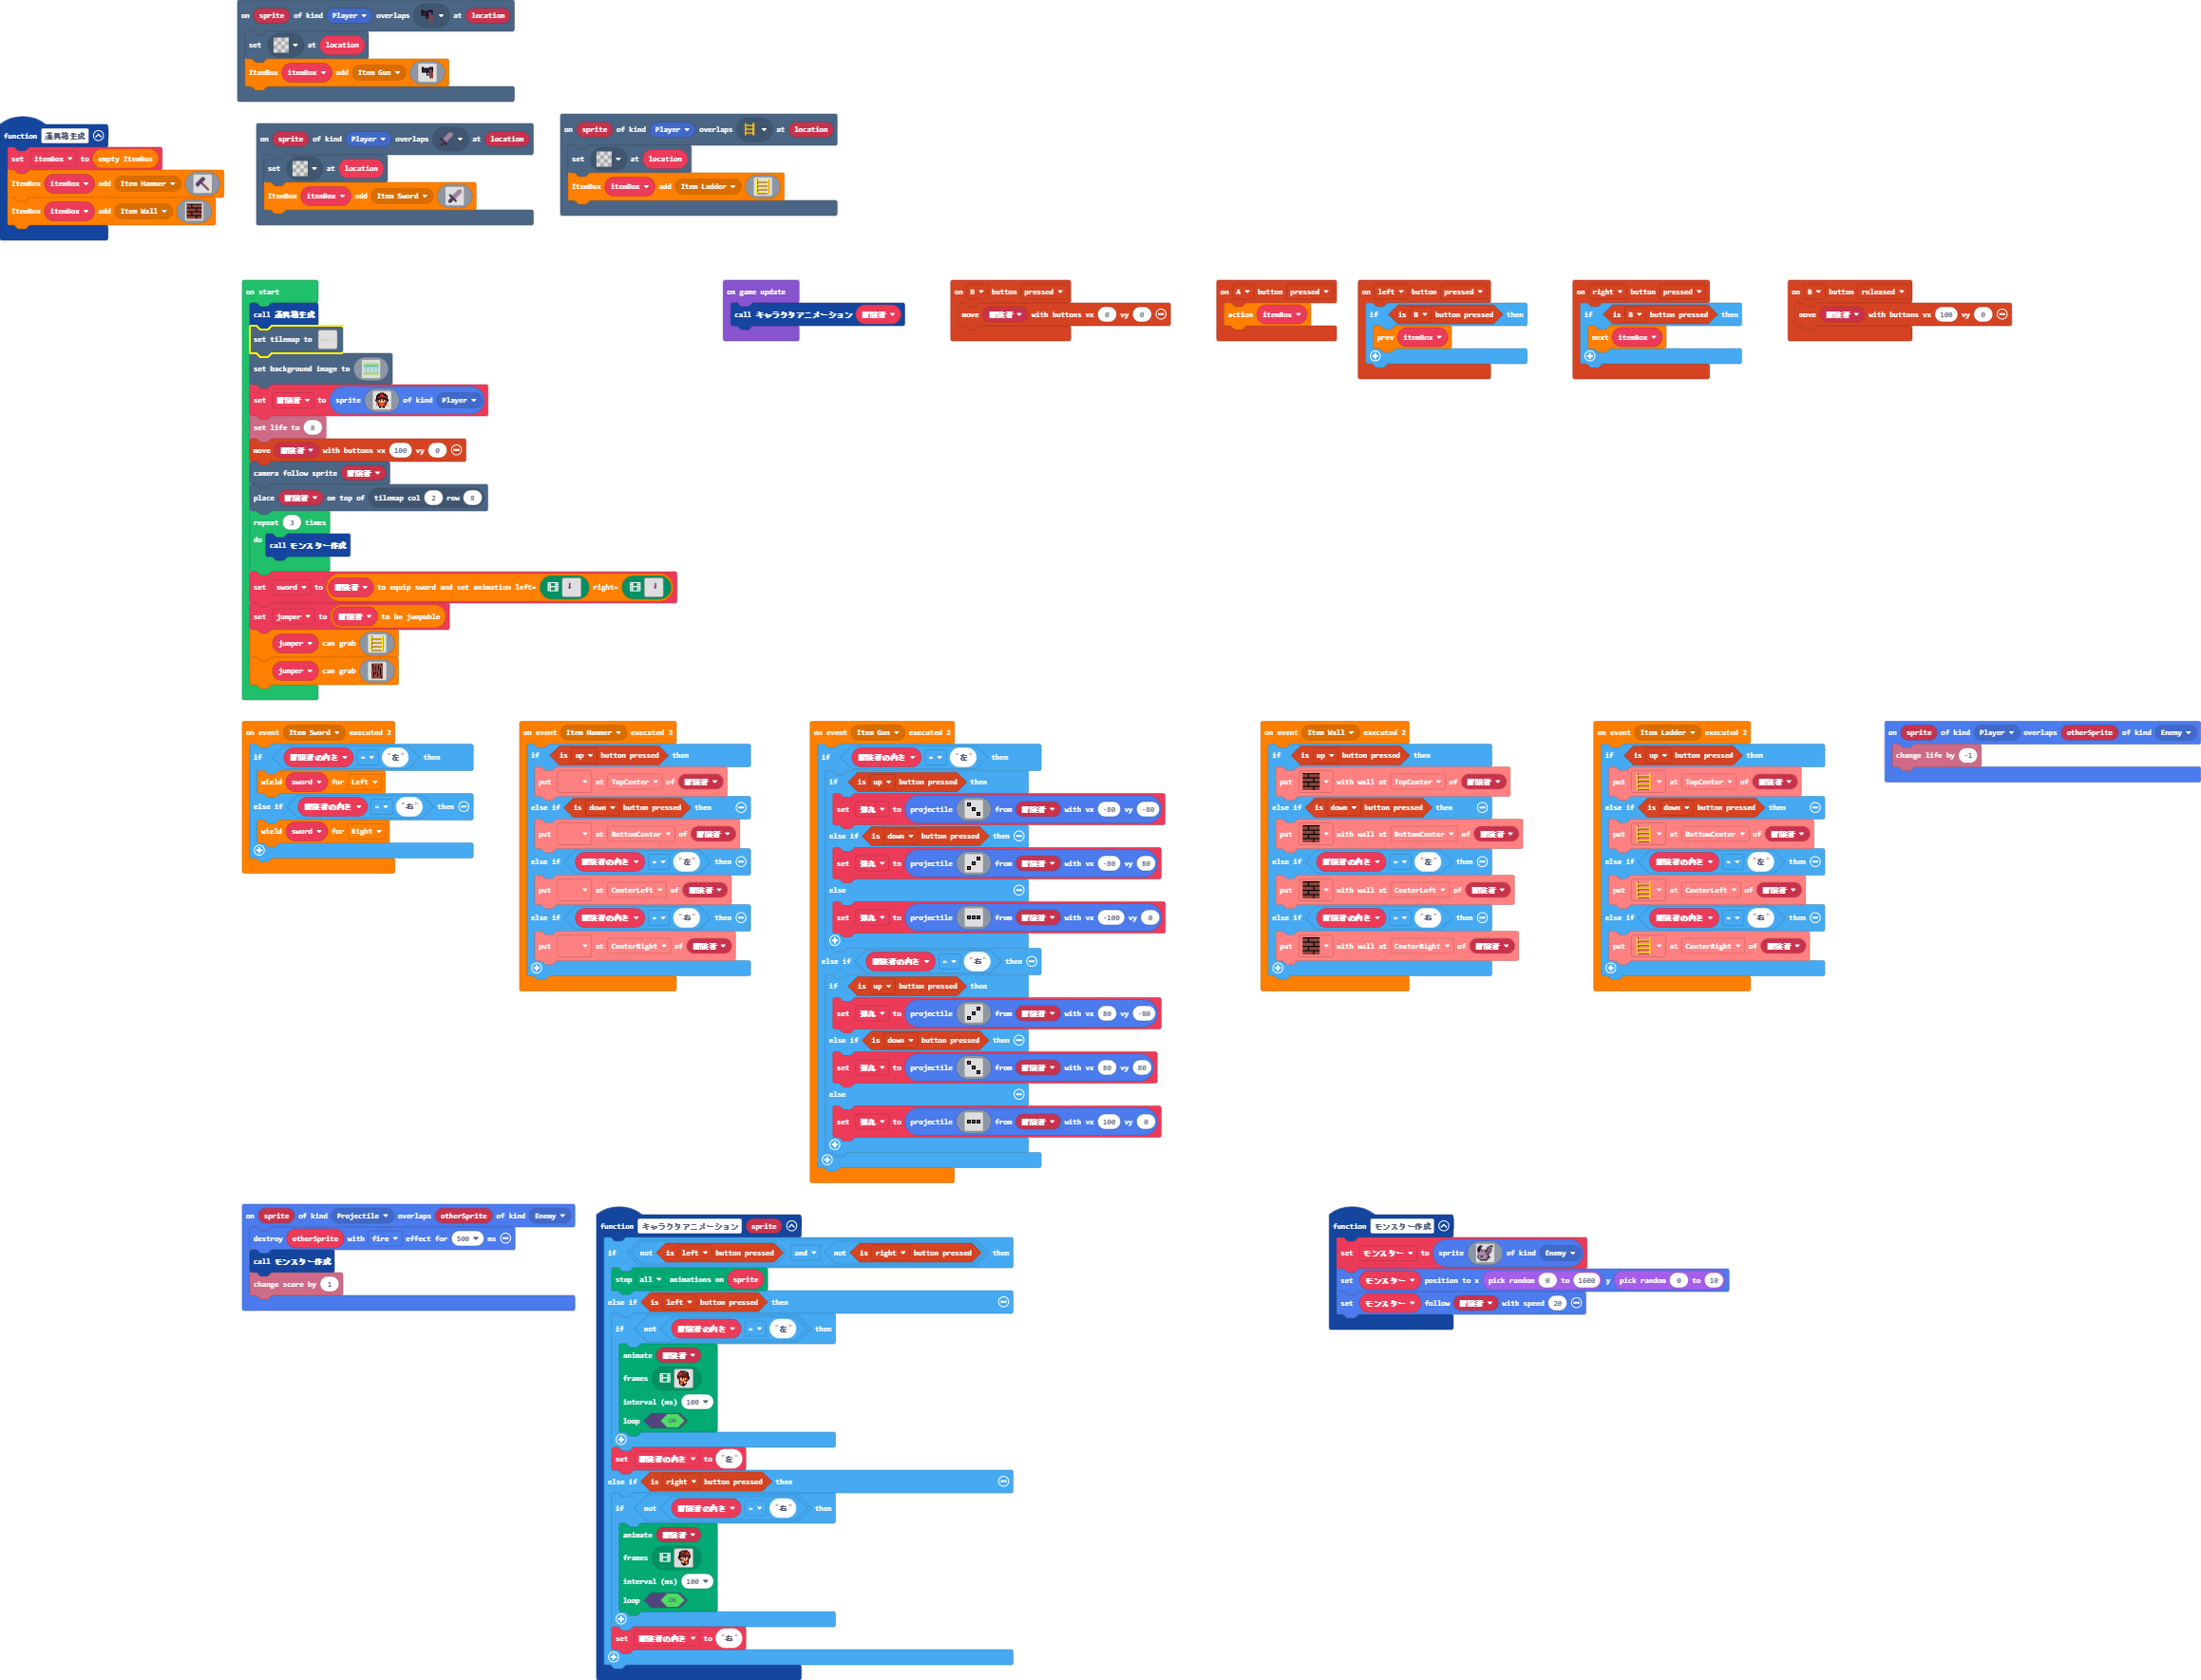 on sprite of kind Player overlaps at location
set at location
ItemBox itemBox add Item Gun
function 道具箱生成
set itemBox to empty ItemBox
ItemBox itemBox add Item Hammer
ItemBox itemBox add Item Wall
on sprite of kind Player overlaps at location
set at location
ItemBox itemBox add Item Sword
on sprite of kind Player overlaps at location
set at location
ItemBox itemBox add Item Ladder
on start
call 道具箱生成
set tilemap to
set background image to
set 冒険者 to sprite of kind Player
set life to 8
move 冒険者 with buttons vx 100 vy 0
camera follow sprite 冒険者
place 冒険者 on top of tilemap col 2 row 8
repeat 3 times
do call モンスター作成
set sword to 冒険者 to equip sword and set animation left= right=
set jumper to 冒険者 to be jumpable
jumper can grab
jumper can grab
on game update
call キャラクタアニメーション 冒険者
on B button pressed
move 冒険者 with buttons vx 0 vy 0
on A button pressed
action itemBox
on left button pressed
if is B button pressed then
prev itemBox
on right button pressed
if is B button pressed then
next itemBox
on B button released
move 冒険者 with buttons vx 100 vy 0
on event Item Sword executed 2
if 冒険者の向き = "左" then
wield sword for Left
else if 冒険者の向き = "右" then
wield sword for Right
on event Item Hammer executed 2
if is up button pressed then
put at TopCenter of 冒険者
else if is down button pressed then
put at BottomCenter of 冒険者
else if 冒険者の向き = "左" then
put at CenterLeft of 冒険者
else if 冒険者の向き = "右" then
put at CenterRight of 冒険者
on event Item Gun executed 2
if 冒険者の向き = "左" then
if is up button pressed then
set 弾丸 to projectile from 冒険者 with vx -80 vy -80
else if is down button pressed then
set 弾丸 to projectile from 冒険者 with vx -80 vy 80
else
set 弾丸 to projectile from 冒険者 with vx -100 vy 0
else if 冒険者の向き = "右" then
if is up button pressed then
set 弾丸 to projectile from 冒険者 with vx 80 vy -80
else if is down button pressed then
set 弾丸 to projectile from 冒険者 with vx 80 vy 80
else
set 弾丸 to projectile from 冒険者 with vx 100 vy 0
on event Item Wall executed 2
if is up button pressed then
put with wall at TopCenter of 冒険者
else if is down button pressed then
put with wall at BottomCenter of 冒険者
else if 冒険者の向き = "左" then
put with wall at CenterLeft of 冒険者
else if 冒険者の向き = "右" then
put with wall at CenterRight of 冒険者
on event Item Ladder executed 2
if is up button pressed then
put at TopCenter of 冒険者
else if is down button pressed then
put at BottomCenter of 冒険者
else if 冒険者の向き = "左" then
put at CenterLeft of 冒険者
else if 冒険者の向き = "右" then
put at CenterRight of 冒険者
on sprite of kind Player overlaps otherSprite of kind Enemy
change life by -1
on sprite of kind Projectile overlaps otherSprite of kind Enemy
destroy otherSprite with fire effect for 500 ms
call モンスター作成
change score by 1
function キャラクタアニメーション sprite
if not is left button pressed and not is right button pressed then
stop all animations on sprite
else if is left button pressed then
if not 冒険者の向き = "左" then
animate 冒険者
frames
interval (ms) 100
loop ON
set 冒険者の向き to "左"
else if is right button pressed then
if not 冒険者の向き = "右" then
animate 冒険者
frames
interval (ms) 100
loop ON
set 冒険者の向き to "右"
function モンスター作成
set モンスター to sprite of kind Enemy
set モンスター position to x pick random 0 to 1600 y pick random 0 to 10
set モンスター follow 冒険者 with speed 20